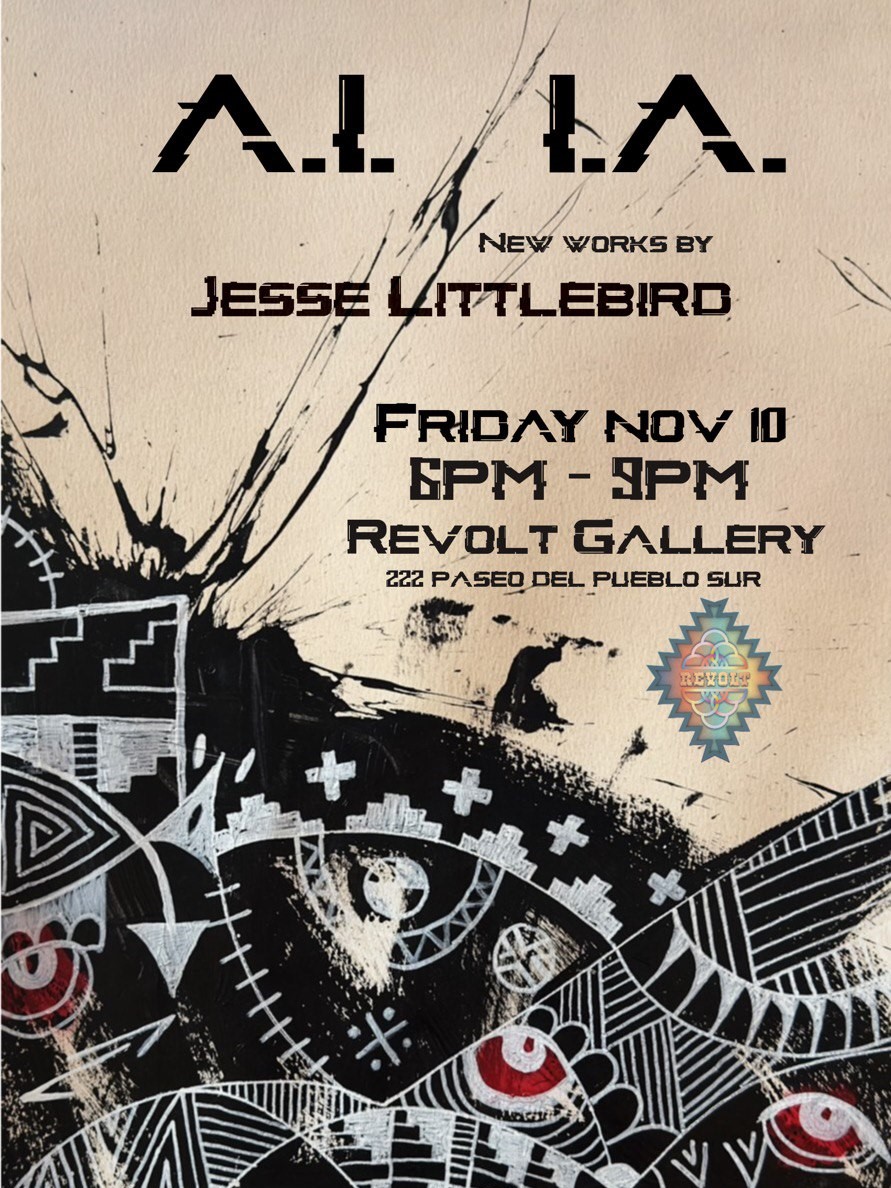 A.I. I.A.
New works by
Jesse Littlebird
Friday Nov 10
6pm - 9pm
Revolt Gallery
222 Paseo del Pueblo Sur
REVOLT